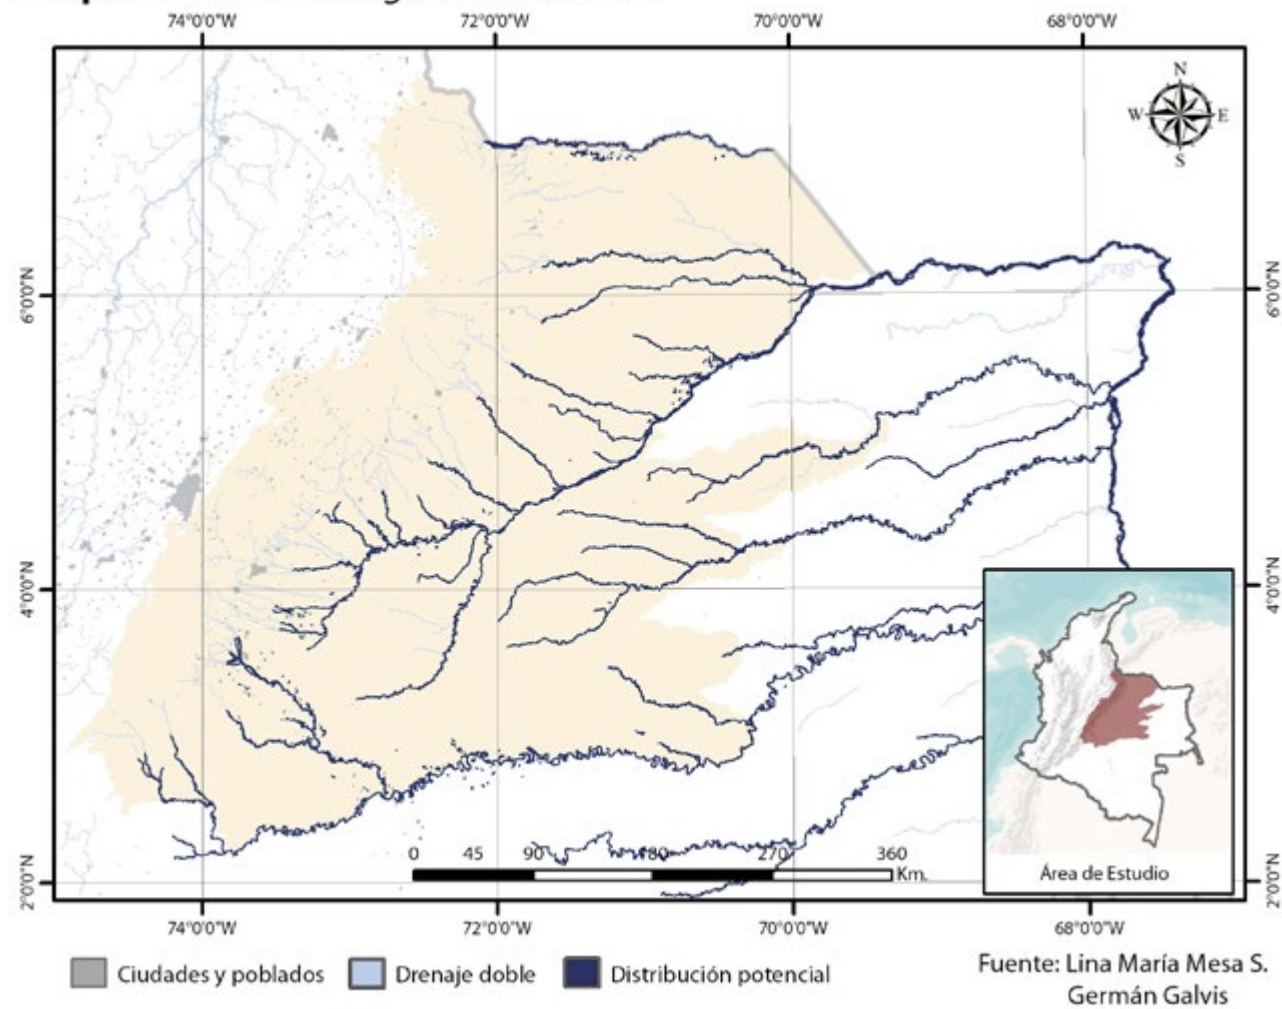 74°0'0"W 72°0'0"W 70°0'0"W 68°0'0"W
N
W E
S
6°0'0"N 6°0'0"N
4°0'0"N 4°0'0"N
2°0'0"N 2°0'0"N
0 45 90 180 270 360
Km.
Área de Estudio
74°0'0"W 72°0'0"W 70°0'0"W 68°0'0"W
Ciudades y poblados Drenaje doble Distribución potencial
Fuente: Lina María Mesa S.
Germán Galvis